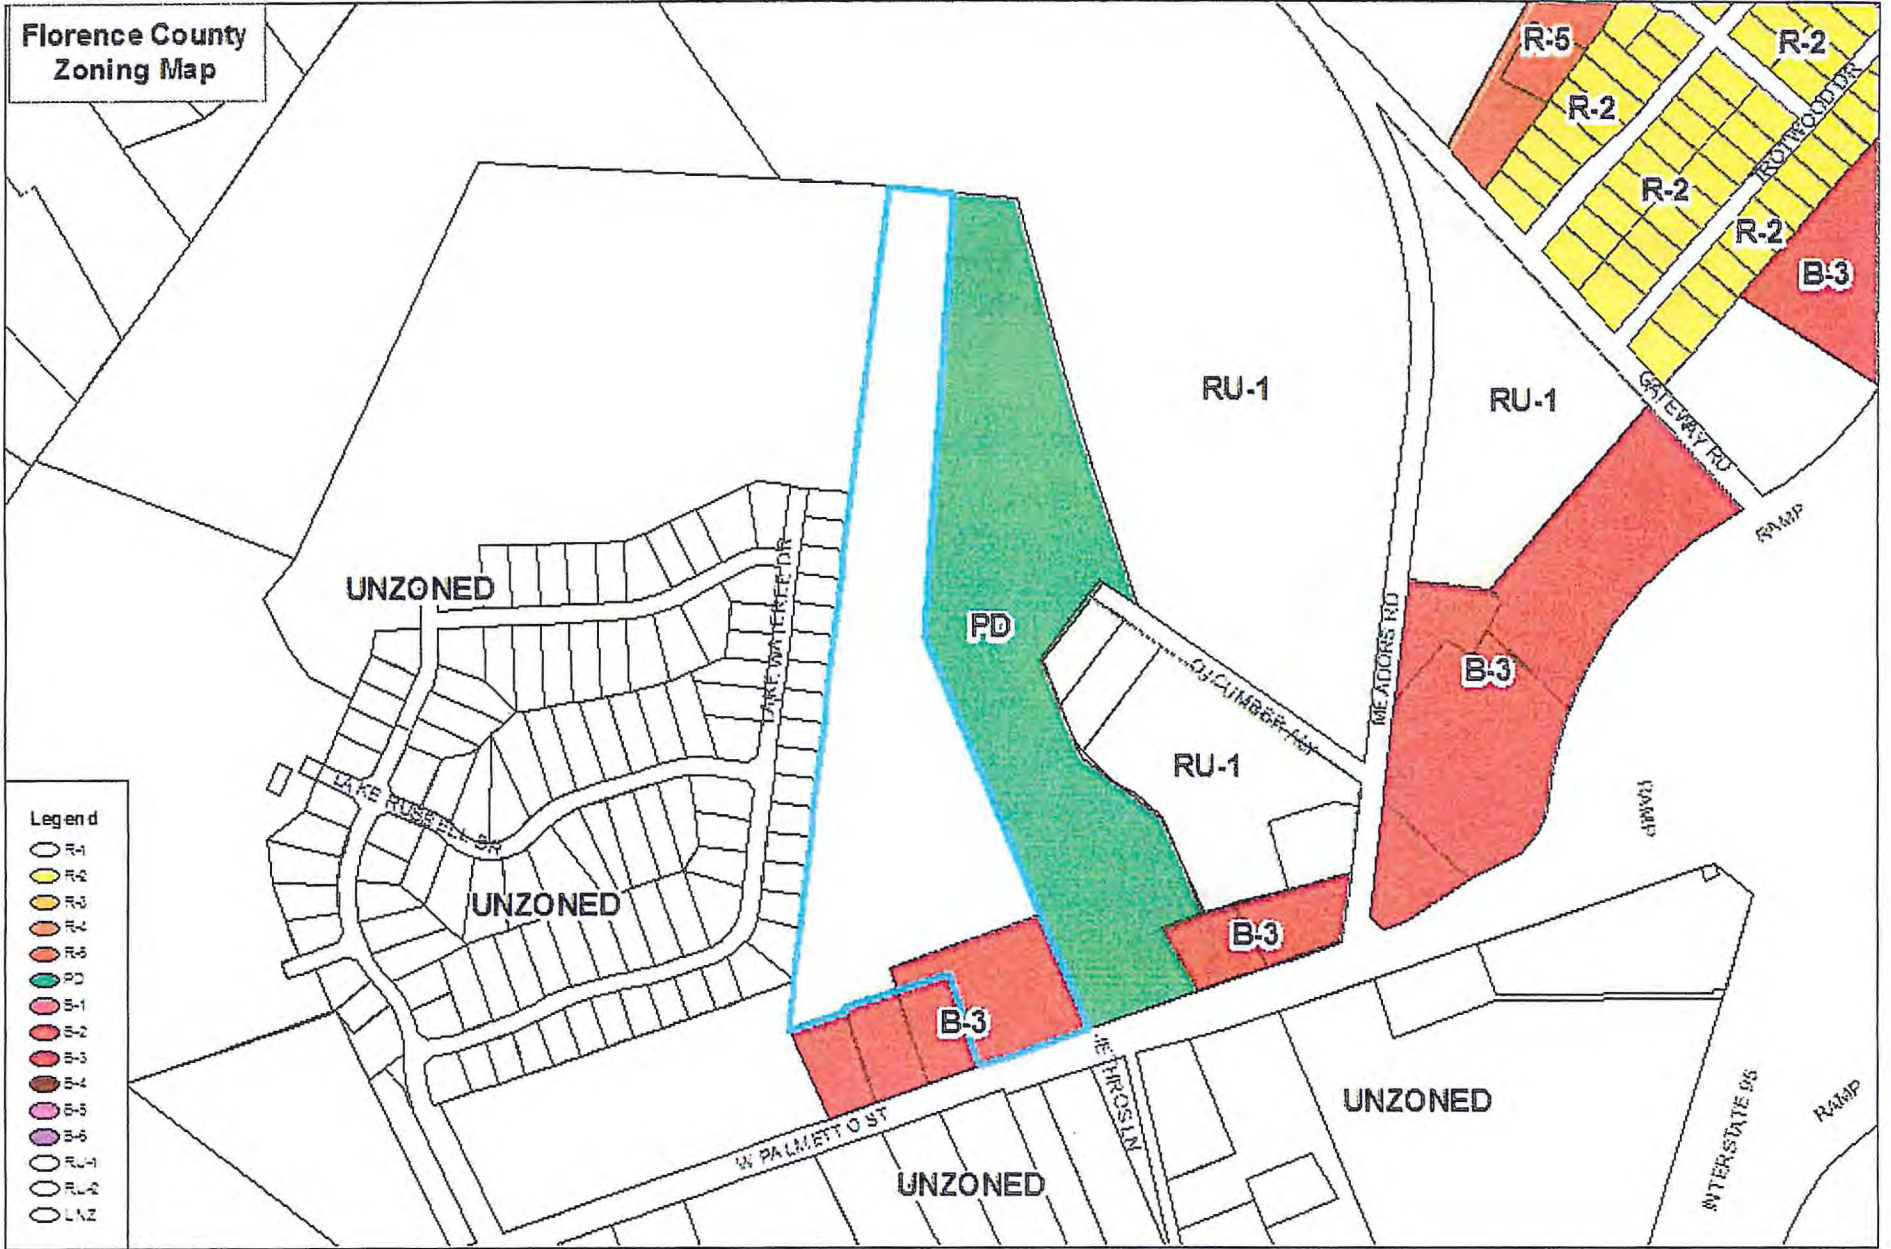 Florence County
Zoning Map
R-5
R-2
R-2
R-2
R-2
B-3
RU-1
RU-1
GATEWAY RD
RAMP
UNZONED
LAKE WATEREE DR
PD
MEADORS RD
B-3
CUCUMBER
RU-1
LAKE RUSSELL DR
RAMP
UNZONED
B-3
B-3
W PALMETTO ST
LN
UNZONED
UNZONED
INTERSTATE 95
RAMP
Legend
R-1
R-2
R-3
R-4
R-5
PD
B-1
B-2
B-3
B-4
B-5
B-6
RU-1
RU-2
UNZ